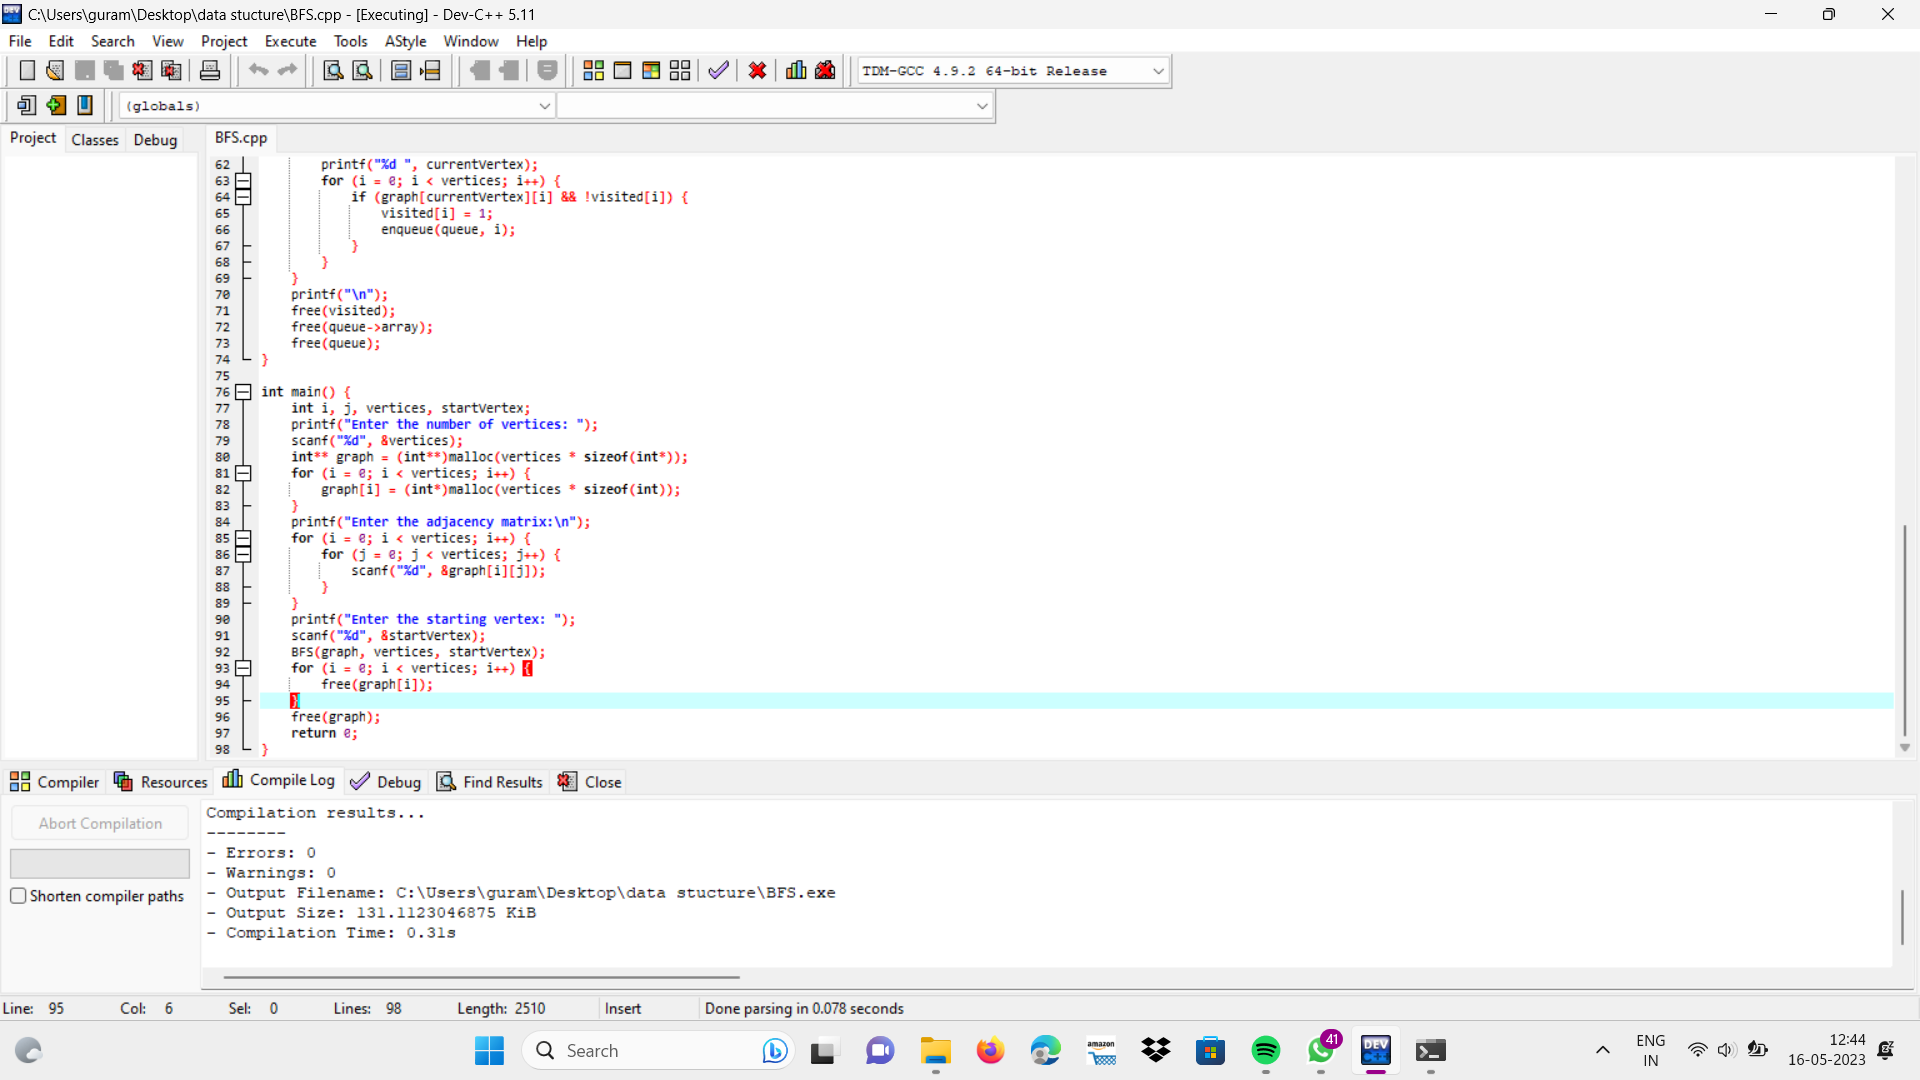 C:\Users\guram\Desktop\data stucture\BFS.cpp - [Executing] - Dev-C++ 5.11
File Edit Search View Project Execute Tools AStyle Window Help
TDM-GCC 4.9.2 64-bit Release
(globals)
Project Classes Debug BFS.cpp
62 printf("%d ", currentVertex);
63 for (i = 0; i < vertices; i++) {
64 if (graph[currentVertex][i] && !visited[i]) {
65 visited[i] = 1;
66 enqueue(queue, i);
67 }
68 }
69 }
70 printf("\n");
71 free(visited);
72 free(queue->array);
73 free(queue);
74 }
75
76 int main() {
77 int i, j, vertices, startVertex;
78 printf("Enter the number of vertices: ");
79 scanf("%d", &vertices);
80 int** graph = (int**)malloc(vertices * sizeof(int*));
81 for (i = 0; i < vertices; i++) {
82 graph[i] = (int*)malloc(vertices * sizeof(int));
83 }
84 printf("Enter the adjacency matrix:\n");
85 for (i = 0; i < vertices; i++) {
86 for (j = 0; j < vertices; j++) {
87 scanf("%d", &graph[i][j]);
88 }
89 }
90 printf("Enter the starting vertex: ");
91 scanf("%d", &startVertex);
92 BFS(graph, vertices, startVertex);
93 for (i = 0; i < vertices; i++) {
94 free(graph[i]);
95 }
96 free(graph);
97 return 0;
98 }
Compiler Resources Compile Log Debug Find Results Close
Abort Compilation
Shorten compiler paths
Compilation results...
--------
- Errors: 0
- Warnings: 0
- Output Filename: C:\Users\guram\Desktop\data stucture\BFS.exe
- Output Size: 131.1123046875 KiB
- Compilation Time: 0.31s
Line: 95 Col: 6 Sel: 0 Lines: 98 Length: 2510 Insert Done parsing in 0.078 seconds
Search
amazon
41
DEV C++
ENG
IN
12:44
16-05-2023